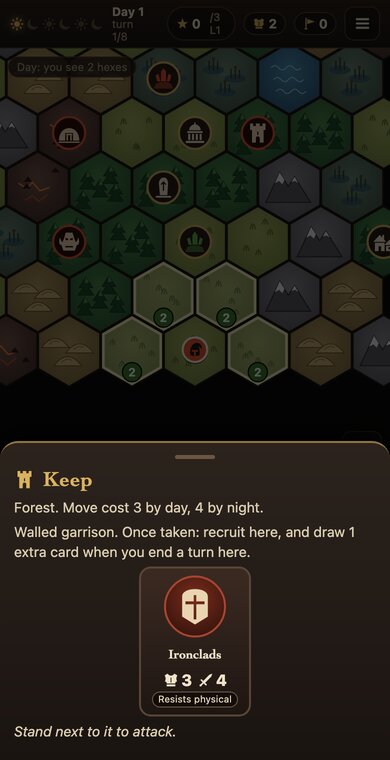 Day 1
turn
1/8
0
/3
L1
2
0
Day: you see 2 hexes
2
2
2
2
Keep
Forest. Move cost 3 by day, 4 by night.
Walled garrison. Once taken: recruit here, and draw 1
extra card when you end a turn here.
Ironclads
3 4
Resists physical
Stand next to it to attack.